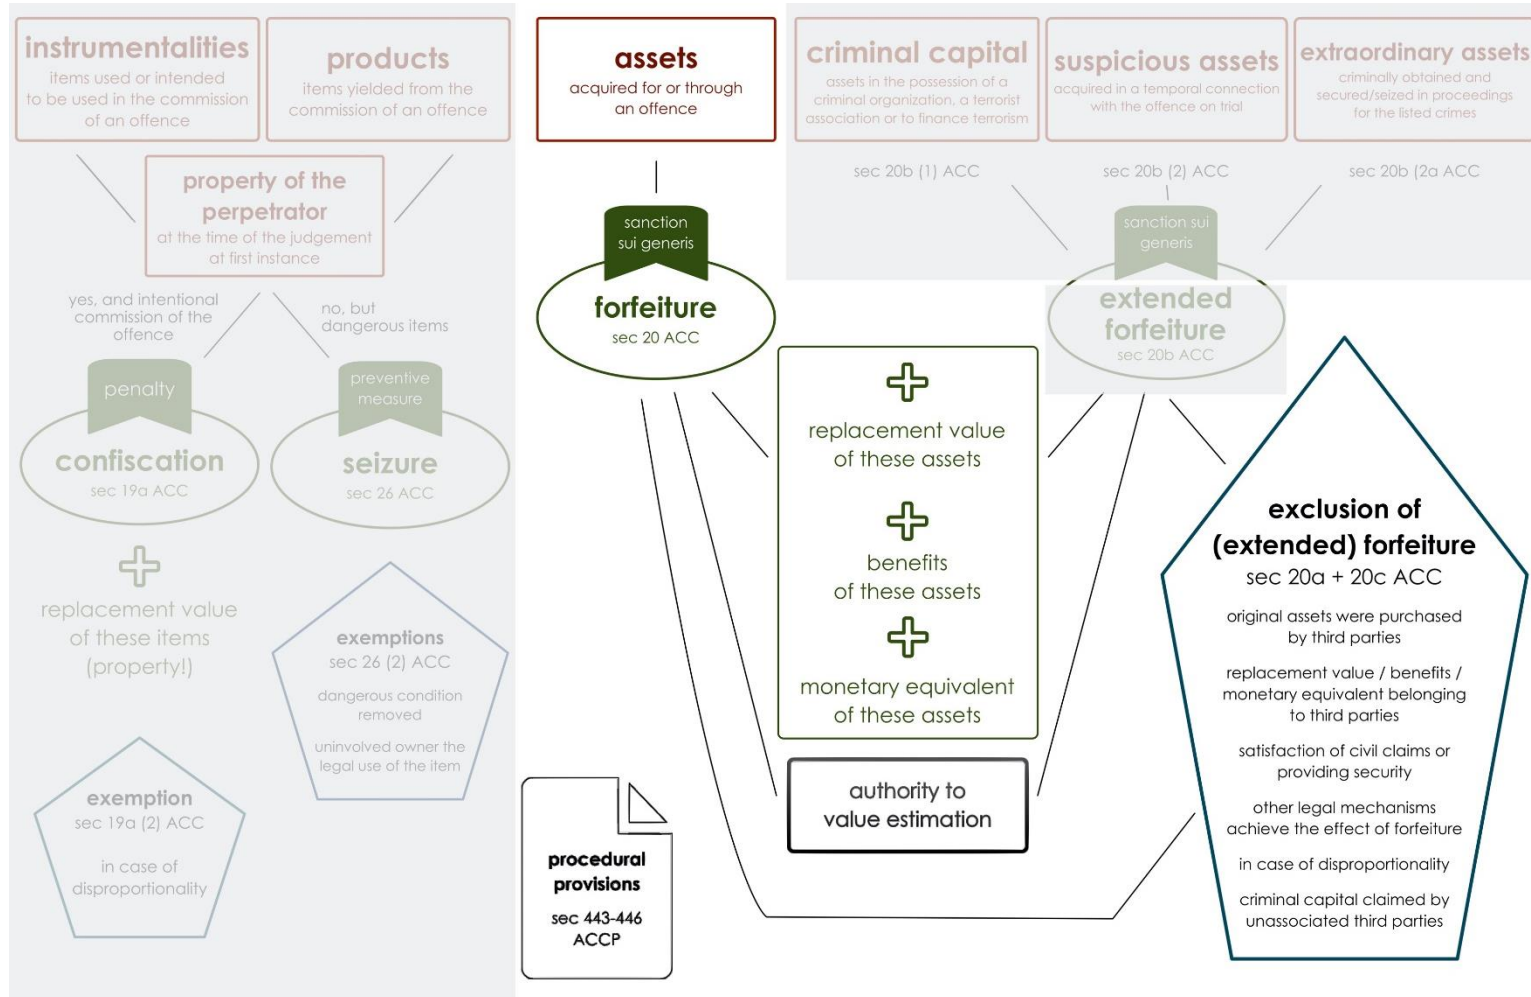 instrumentalities
items used or intended
to be used in the commission
of an offence
products
items yielded from the
commission of an offence
property of the
perpetrator
at the time of the judgement
at first instance
yes, and intentional
commission of the
offence
no, but
dangerous items
penalty
confiscation
sec 19a ACC
preventive
measure
seizure
sec 26 ACC
replacement value
of these items
(property!)
exemption
sec 19a (2) ACC
in case of
disproportionality
exemptions
sec 26 (2) ACC
dangerous condition
removed
uninvolved owner the
legal use of the item
assets
acquired for or through
an offence
sanction
sui generis
forfeiture
sec 20 ACC
criminal capital
assets in the possession of a
criminal organization, a terrorist
association or to finance terrorism
sec 20b (1) ACC
suspicious assets
acquired in a temporal connection
with the offence on trial
sec 20b (2) ACC
extraordinary assets
criminally obtained and
secured/seized in proceedings
for the listed crimes
sec 20b (2a ACC
sanction sui
generis
extended
forfeiture
sec 20b ACC
replacement value
of these assets
benefits
of these assets
monetary equivalent
of these assets
authority to
value estimation
procedural
provisions
sec 443-446
ACCP
exclusion of
(extended) forfeiture
sec 20a + 20c ACC
original assets were purchased
by third parties
replacement value / benefits /
monetary equivalent belonging
to third parties
satisfaction of civil claims or
providing security
other legal mechanisms
achieve the effect of forfeiture
in case of disproportionality
criminal capital claimed by
unassociated third parties